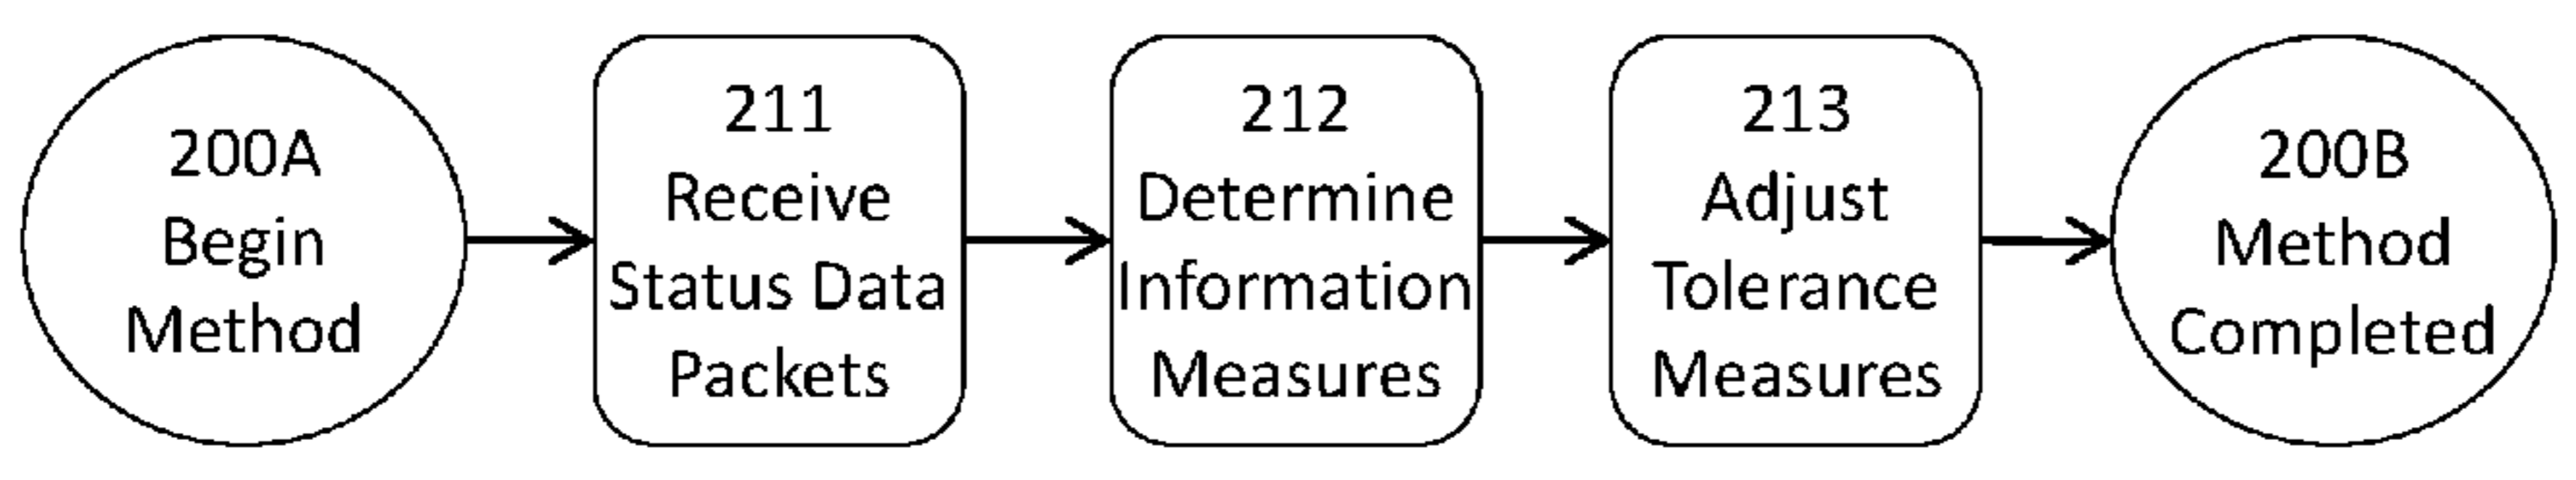 200A
Begin
Method
211
Receive
Status Data
Packets
212
Determine
Information
Measures
213
Adjust
Tolerance
Measures
200B
Method
Completed